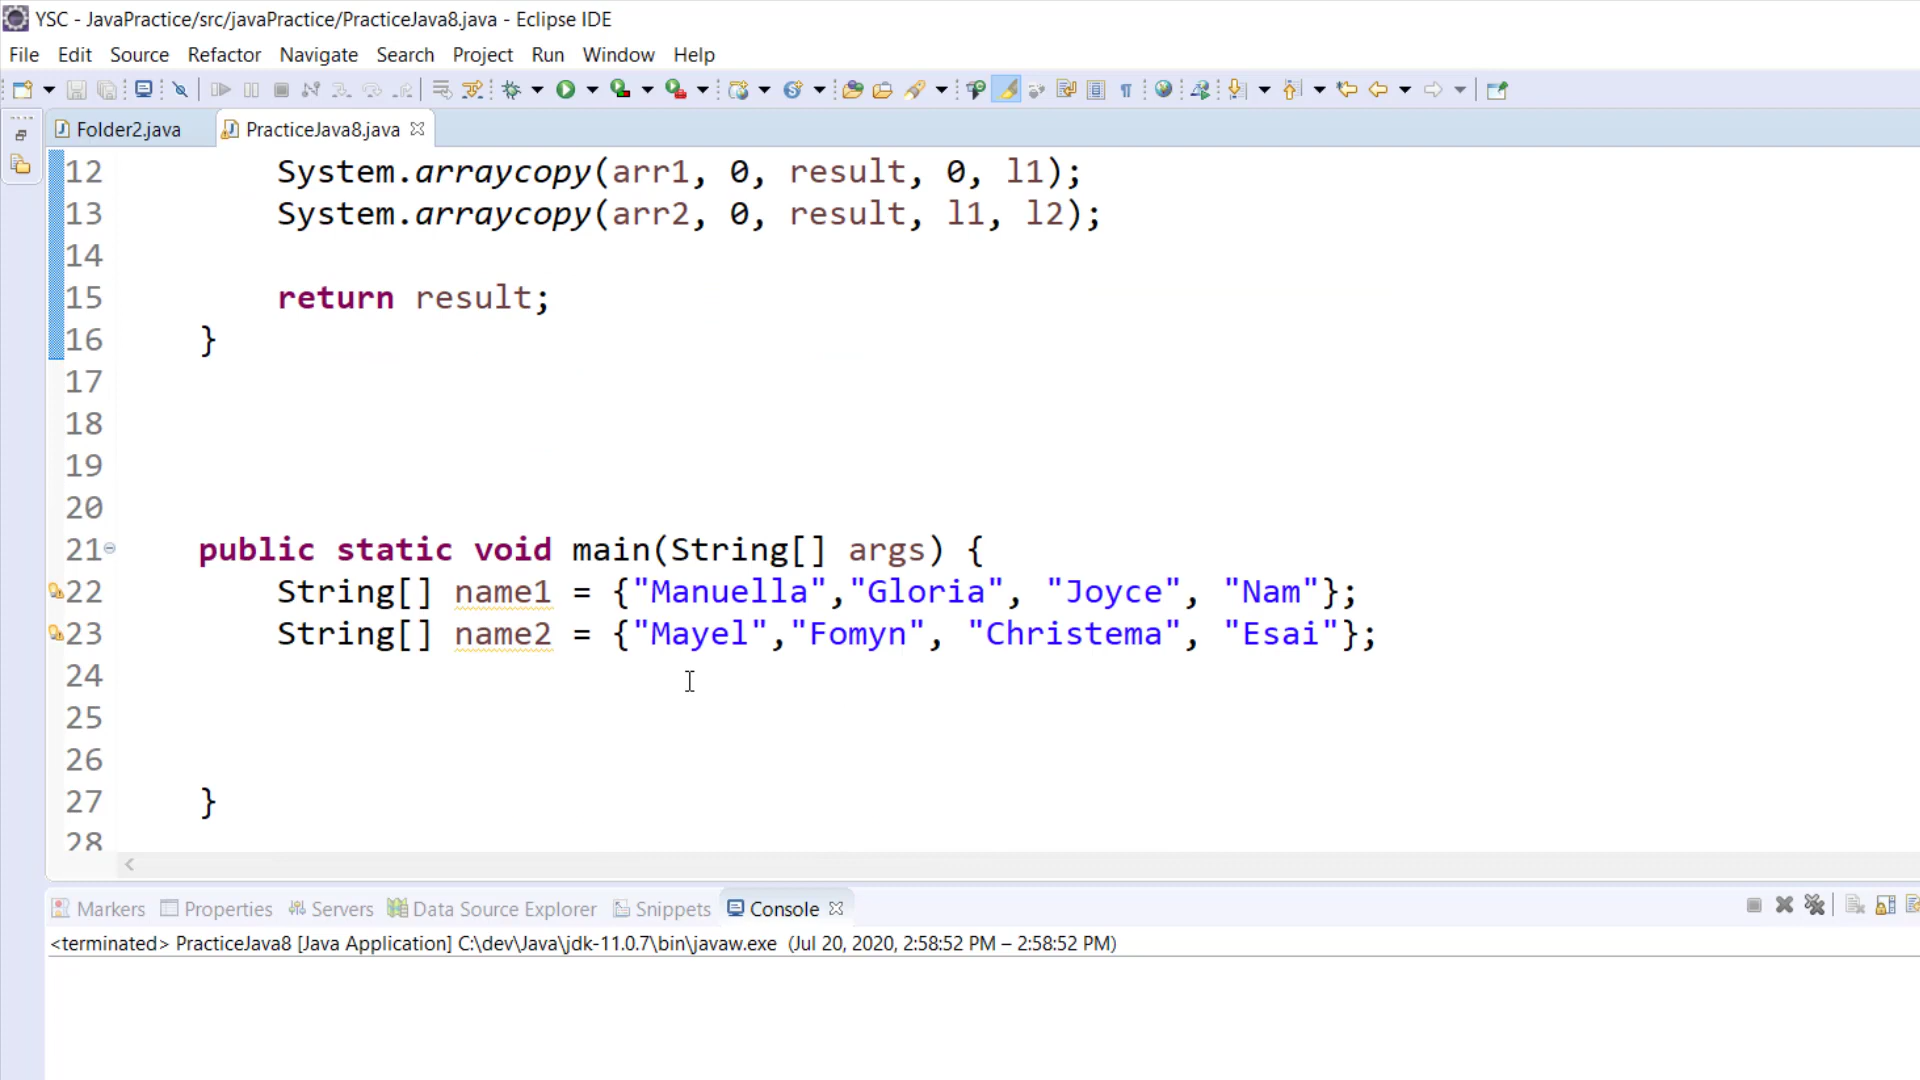 YSC - JavaPractice/src/javaPractice/PracticeJava8.java - Eclipse IDE
File Edit Source Refactor Navigate Search Project Run Window Help
Folder2.java PracticeJava8.java
12 System.arraycopy(arr1, 0, result, 0, l1);
13 System.arraycopy(arr2, 0, result, l1, l2);
14
15 return result;
16 }
17
18
19
20
21 public static void main(String[] args) {
22 String[] name1 = {"Manuella","Gloria", "Joyce", "Nam"};
23 String[] name2 = {"Mayel","Fomyn", "Christema", "Esai"};
24
25
26
27 }
28
Markers Properties Servers Data Source Explorer Snippets Console
<terminated> PracticeJava8 [Java Application] C:\dev\Java\jdk-11.0.7\bin\javaw.exe (Jul 20, 2020, 2:58:52 PM – 2:58:52 PM)